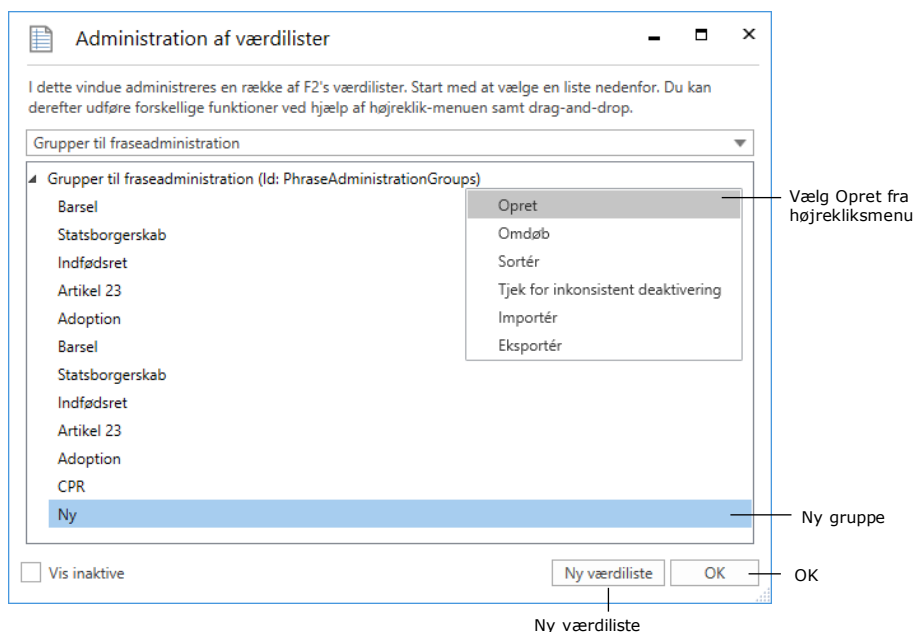 Administration af værdilister
I dette vindue administreres en række af F2's værdilister. Start med at vælge en liste nedenfor. Du kan
derefter udføre forskellige funktioner ved hjælp af højreklik-menuen samt drag-and-drop.
Grupper til fraseadministration
Grupper til fraseadministration (Id: PhraseAdministrationGroups)
Barsel
Statsborgerskab
Indfødsret
Artikel 23
Adoption
Barsel
Statsborgerskab
Indfødsret
Artikel 23
Adoption
CPR
Ny
Opret
Omdøb
Sortér
Tjek for inkonsistent deaktivering
Importér
Eksportér
Vælg Opret fra
højrekliksmenu
Ny gruppe
Vis inaktive
Ny værdiliste
OK
OK
Ny værdiliste